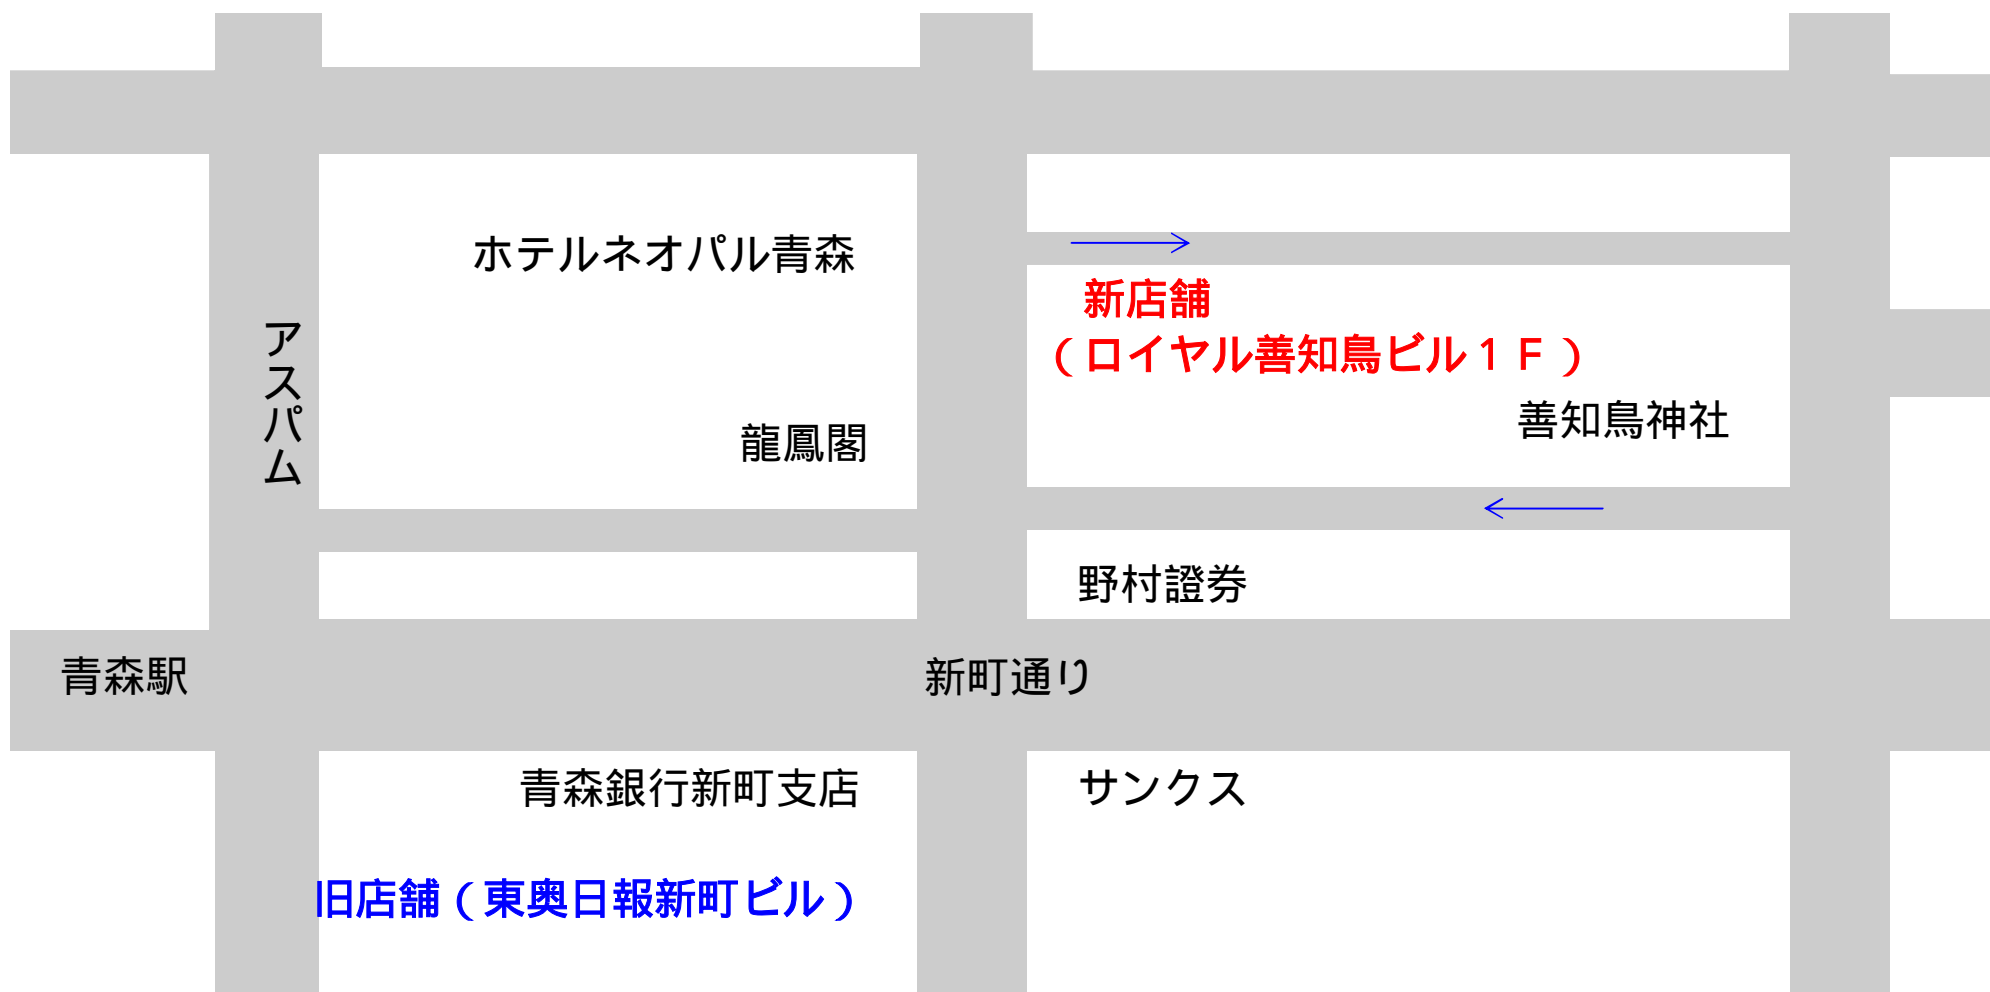 ホテルネオパル青森
新店舗
（ロイヤル善知鳥ビル１Ｆ）
アスパム
善知鳥神社
龍鳳閣
野村證券
青森駅
新町通り
青森銀行新町支店
サンクス
旧店舗（東奥日報新町ビル）